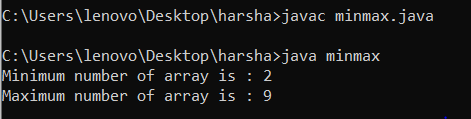 C:\Users\lenovo\Desktop\harsha>javac minmax.java
C:\Users\lenovo\Desktop\harsha>java minmax
Minimum number of array is : 2
Maximum number of array is : 9